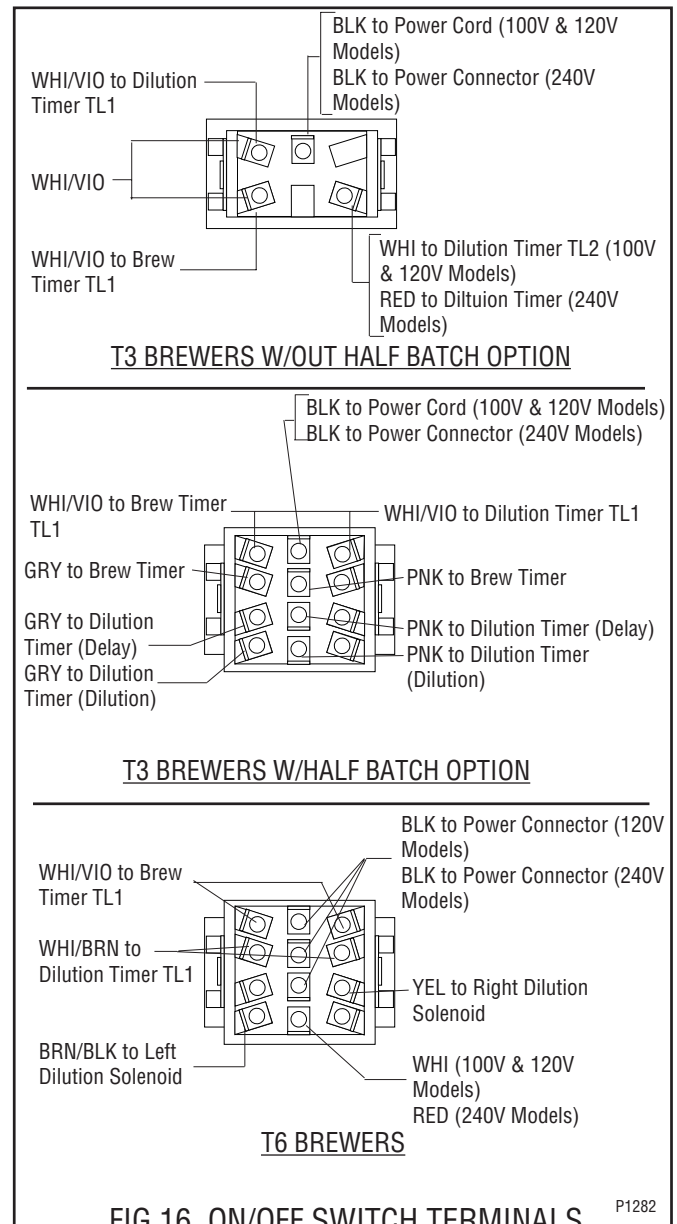 BLK to Power Cord (100V & 120V
Models)
BLK to Power Connector (240V
Models)
WHI/VIO to Dilution
Timer TL1
WHI/VIO
WHI/VIO to Brew
Timer TL1
WHI to Dilution Timer TL2 (100V
& 120V Models)
RED to Diltuion Timer (240V
Models)
T3 BREWERS W/OUT HALF BATCH OPTION
BLK to Power Cord (100V & 120V Models)
BLK to Power Connector (240V Models)
WHI/VIO to Brew Timer
TL1
WHI/VIO to Dilution Timer TL1
GRY to Brew Timer
PNK to Brew Timer
GRY to Dilution
Timer (Delay)
PNK to Dilution Timer (Delay)
GRY to Dilution
Timer (Dilution)
PNK to Dilution Timer
(Dilution)
T3 BREWERS W/HALF BATCH OPTION
BLK to Power Connector (120V
Models)
BLK to Power Connector (240V
Models)
WHI/VIO to Brew
Timer TL1
WHI/BRN to
Dilution Timer TL1
YEL to Right Dilution
Solenoid
BRN/BLK to Left
Dilution Solenoid
WHI (100V & 120V
Models)
RED (240V Models)
T6 BREWERS
P1282
FIG 16 ON/OFF SWITCH TERMINALS